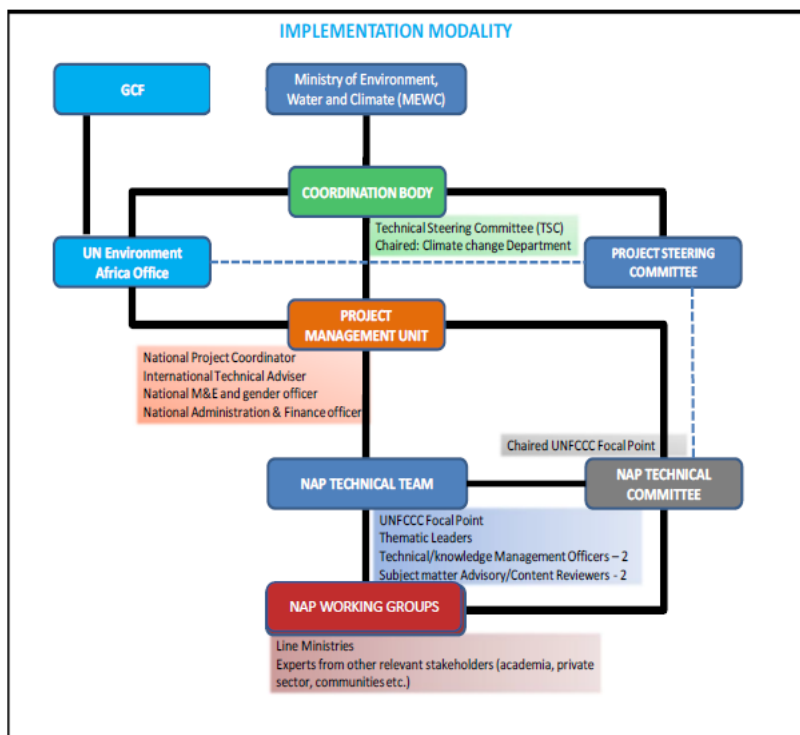 IMPLEMENTATION MODALITY
GCF
Ministry of Environment,
Water and Climate (MEWC)
COORDINATION BODY
Technical Steering Committee (TSC)
Chaired: Climate change Department
UN Environment
Africa Office
PROJECT STEERING
COMMITTEE
PROJECT
MANAGEMENT UNIT
National Project Coordinator
International Technical Adviser
National M&E and gender officer
National Administration & Finance officer
Chaired UNFCCC Focal Point
NAP TECHNICAL TEAM
NAP TECHNICAL
COMMITTEE
UNFCCC Focal Point
Thematic Leaders
Technical/knowledge Management Officers – 2
Subject matter Advisory/Content Reviewers - 2
NAP WORKING GROUPS
Line Ministries
Experts from other relevant stakeholders (academia, private
sector, communities etc.)